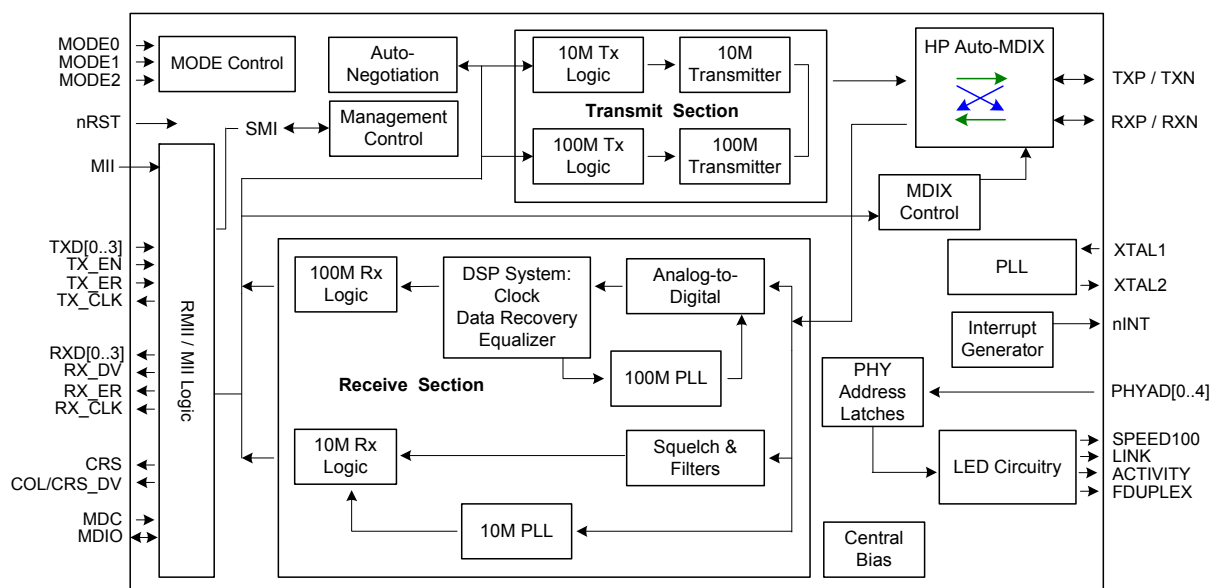 MODE0
MODE1
MODE2
MODE Control
nRST
MII
SMI
Auto-
Negotiation
Management
Control
10M Tx
Logic
10M
Transmitter
Transmit Section
100M Tx
Logic
100M
Transmitter
HP Auto-MDIX
TXP / TXN
RXP / RXN
MDIX
Control
TXD[0..3]
TX_EN
TX_ER
TX_CLK
RXD[0..3]
RX_DV
RX_ER
RX_CLK
CRS
COL/CRS_DV
MDC
MDIO
RMII / MII Logic
100M Rx
Logic
DSP System:
Clock
Data Recovery
Equalizer
Analog-to-
Digital
100M PLL
Receive Section
10M Rx
Logic
Squelch &
Filters
10M PLL
PLL
XTAL1
XTAL2
Interrupt
Generator
nINT
PHY
Address
Latches
PHYAD[0..4]
LED Circuitry
SPEED100
LINK
ACTIVITY
FDUPLEX
Central
Bias